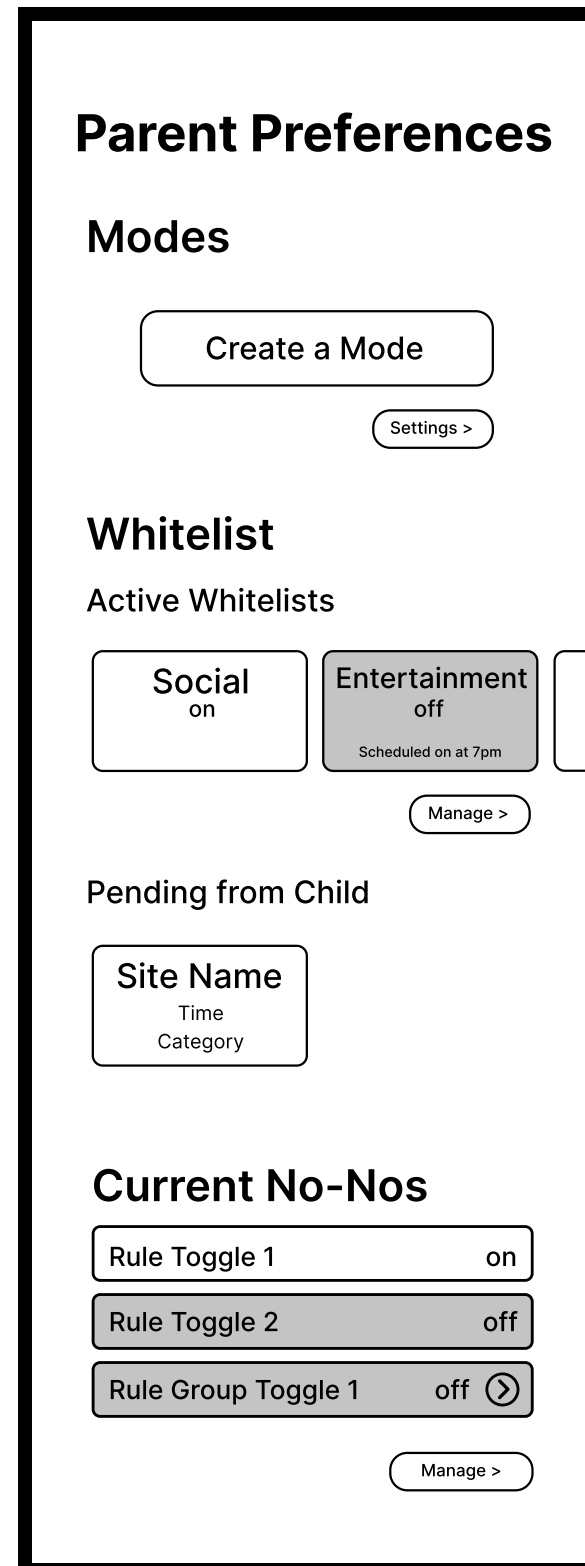 Parent Preferences
Modes
Create a Mode
Settings >
Whitelist
Active Whitelists
Social
on
Entertainment
off
Scheduled on at 7pm
Manage >
Pending from Child
Site Name
Time
Category
Current No-Nos
Rule Toggle 1 on
Rule Toggle 2 off
Rule Group Toggle 1 off
Manage >